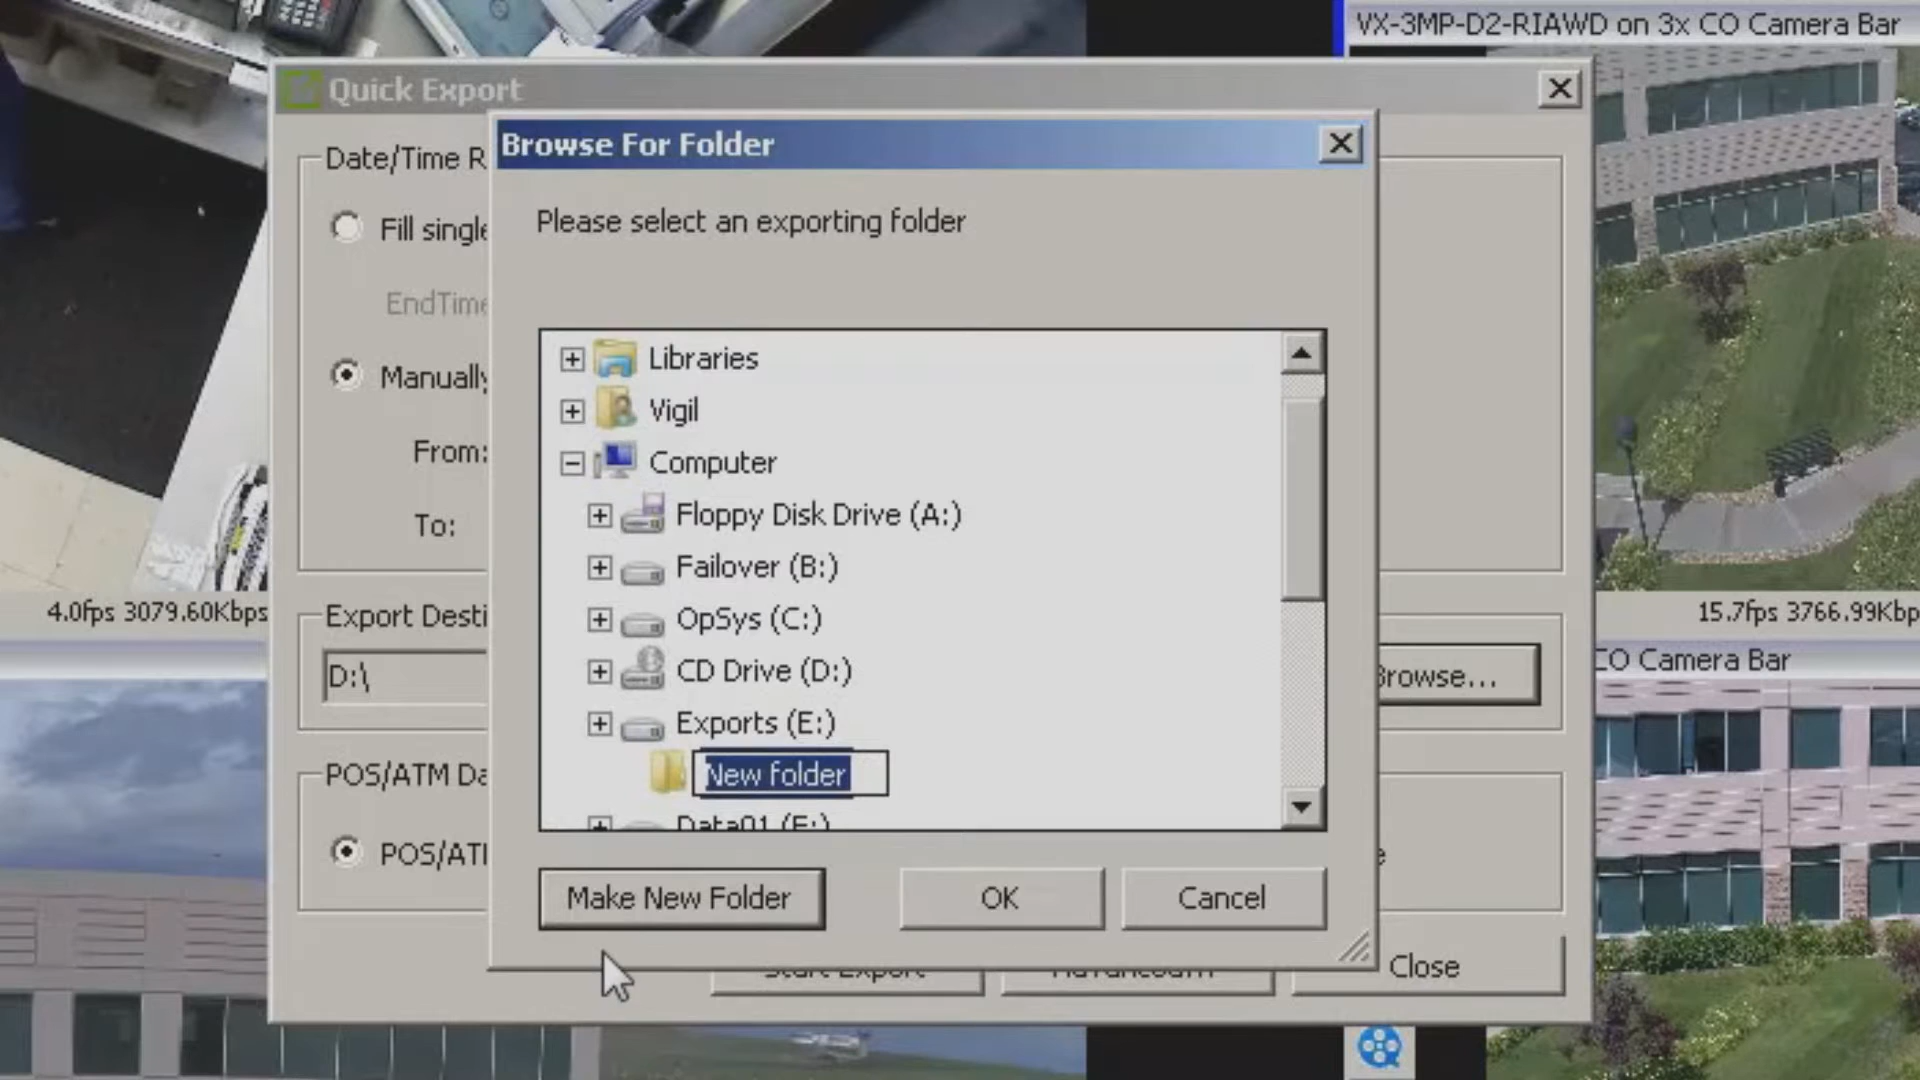 VX-3MP-D2-RIAWD on 3x CO Camera Bar
Quick Export
Browse For Folder
Date/Time R
Please select an exporting folder
Fill single
EndTime
Manually
From:
To:
Libraries
Vigil
Computer
Floppy Disk Drive (A:)
Failover (B:)
OpSys (C:)
CD Drive (D:)
Exports (E:)
New folder
4.0fps 3079.60Kbps
15.7fps 3766.99Kbp
Export Desti
D:\
Browse...
CO Camera Bar
POS/ATM Da
POS/ATM
Make New Folder
OK
Cancel
Start Export
Close